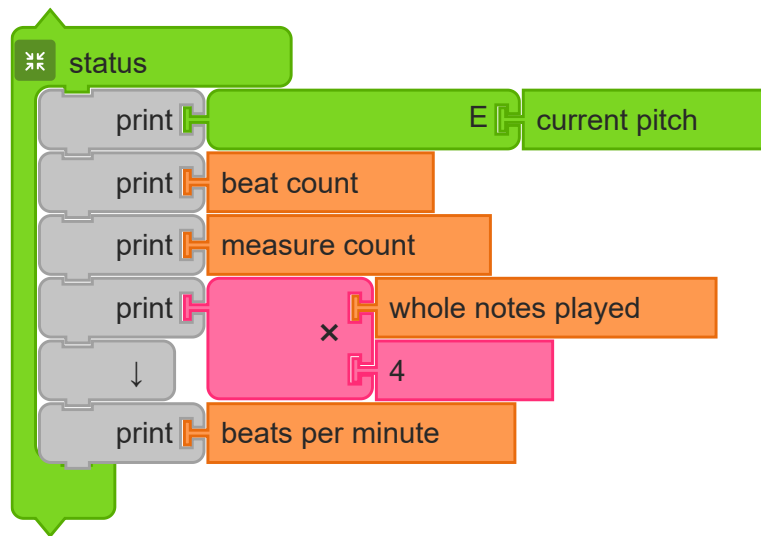 status
print E current pitch
print beat count
print measure count
print × whole notes played
↓ 4
print beats per minute